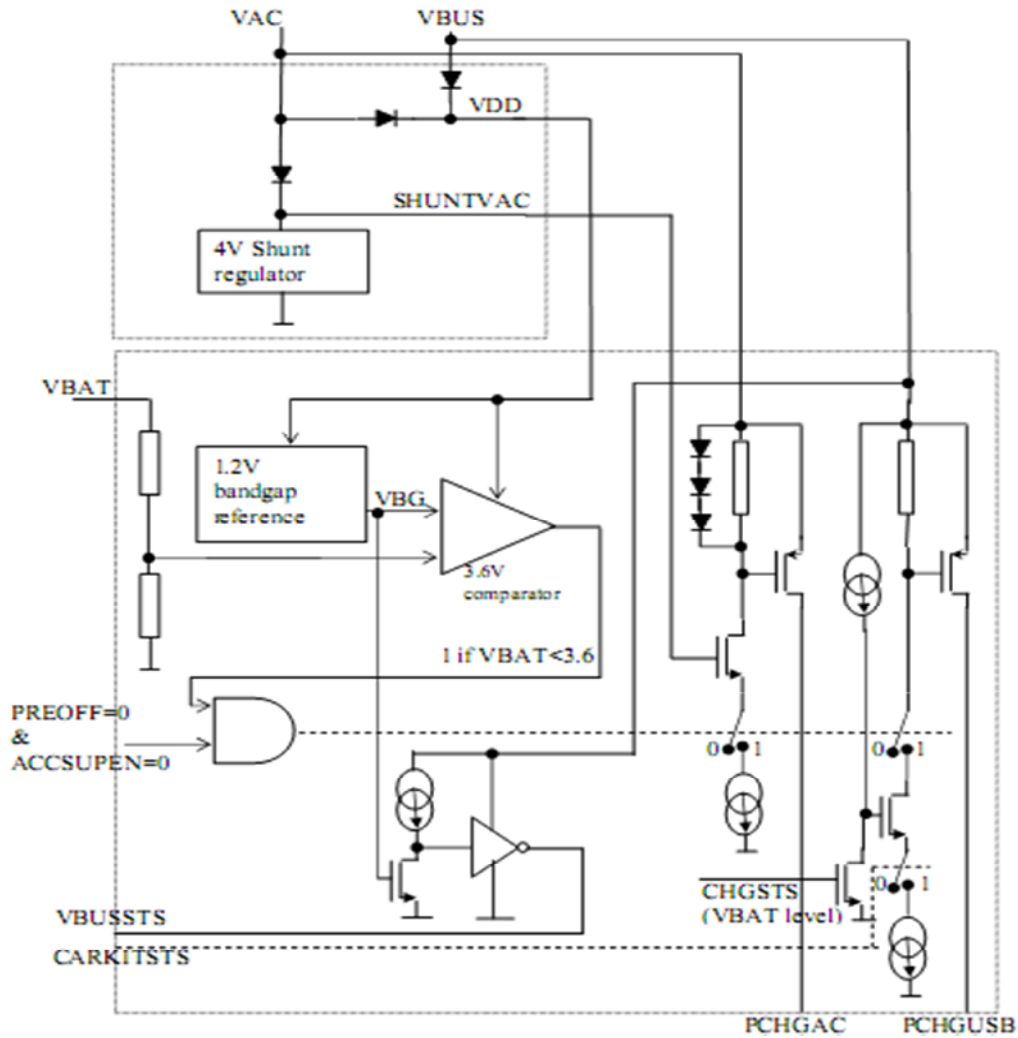 VAC
VBUS
VDD
SHUNTVAC
4V Shunt
regulator
VBAT
1.2V
bandgap
reference
VBG
3.6V
comparator
1 if VBAT<3.6
PREOFF=0
&
ACCSUPEN=0
0 1
0 1
CHGSTS
(VBAT level)
0 1
VBUSSTS
CARKITSTS
PCHGAC
PCHGUSB